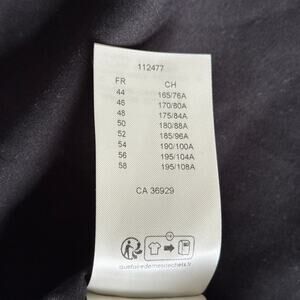 112477
FR CH
44 165/76A
46 170/80A
48 175/84A
50 180/88A
52 185/96A
54 190/100A
56 195/104A
58 195/108A
CA 36929
quefairedemesdechets.fr